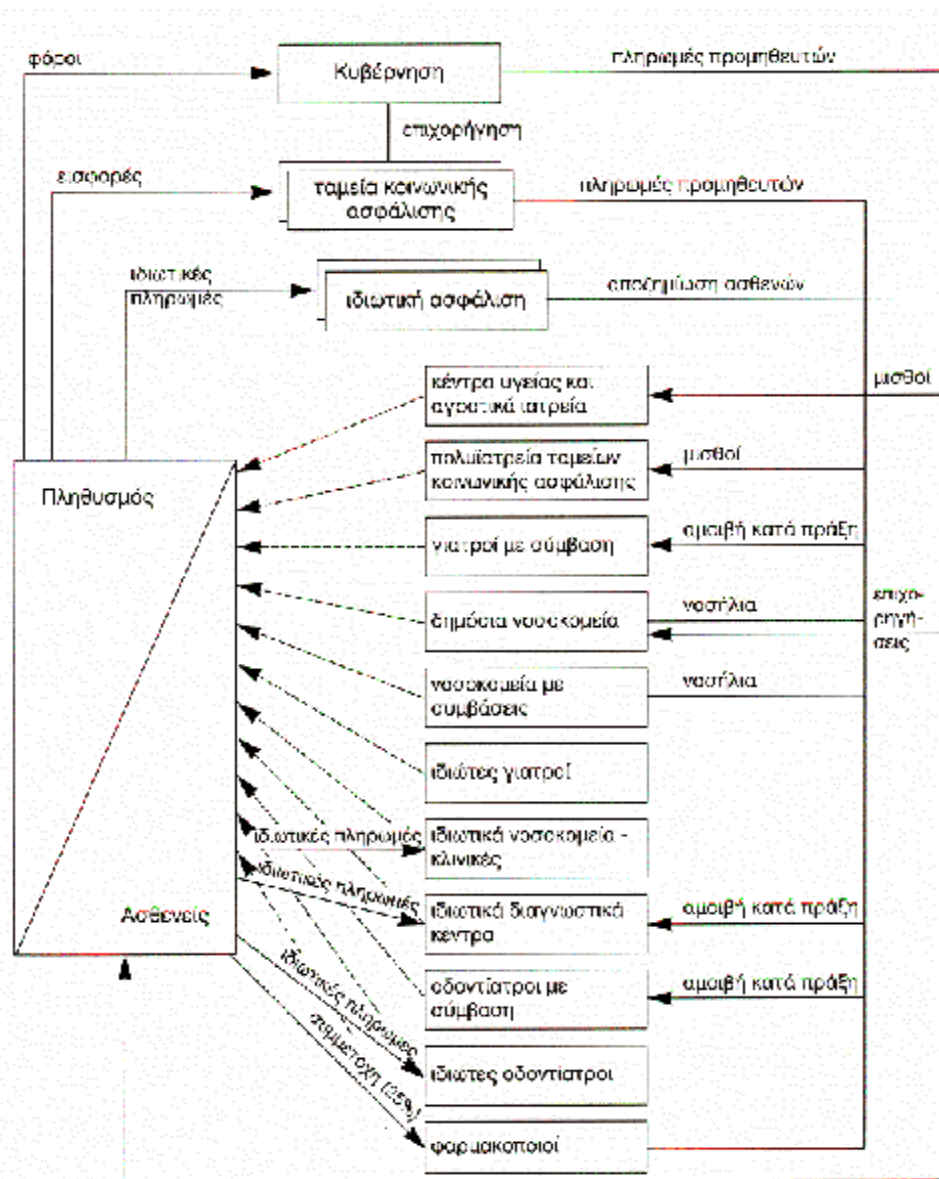 φόροι
Κυβέρνηση
πληρωμές προμηθευτών
επιχορήγηση
εισφορές
ταμεία κοινωνικής
ασφάλισης
πληρωμές προμηθευτών
ιδιωτικές
πληρωμές
ιδιωτική ασφάλιση
αποζημίωση ασθενών
κέντρα υγείας και
αγροτικά ιατρεία
μισθοί
Πληθυσμός
πολυϊατρεία ταμείων
κοινωνικής ασφάλισης
μισθοί
γιατροί με σύμβαση
αμοιβή κατά πράξη
δημόσια νοσοκομεία
νοσήλια
επιχο-
ρηγή-
σεις
νοσοκομεία με
συμβάσεις
νοσήλια
ιδιώτες γιατροί
ιδιωτικές πληρωμές
ιδιωτικά νοσοκομεία -
κλινικές
ιδιωτικές πληρωμές
Ασθενείς
ιδιωτικά διαγνωστικά
κέντρα
αμοιβή κατά πράξη
ιδιωτικές πληρωμές
οδοντίατροι με
σύμβαση
αμοιβή κατά πράξη
συμμετοχή (25%)
ιδιώτες οδοντίατροι
φαρμακοποιοί